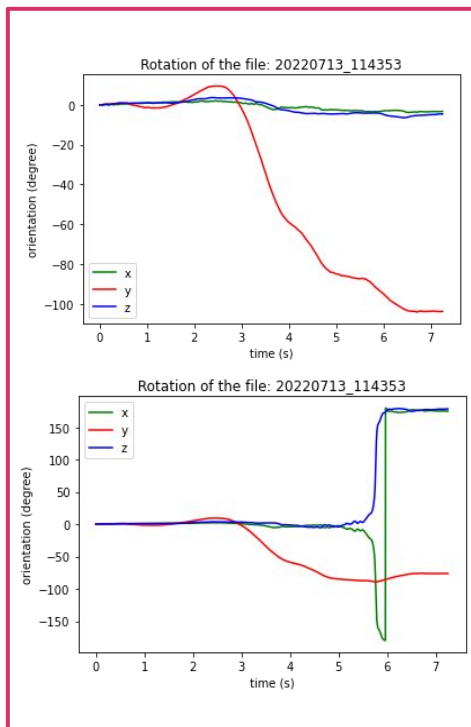 Rotation of the file: 20220713_114353
0
−20
−40
−60
−80
−100
orientation (degree)
x
y
z
0 1 2 3 4 5 6 7
time (s)
Rotation of the file: 20220713_114353
150
100
50
0
−50
−100
−150
orientation (degree)
x
y
z
0 1 2 3 4 5 6 7
time (s)